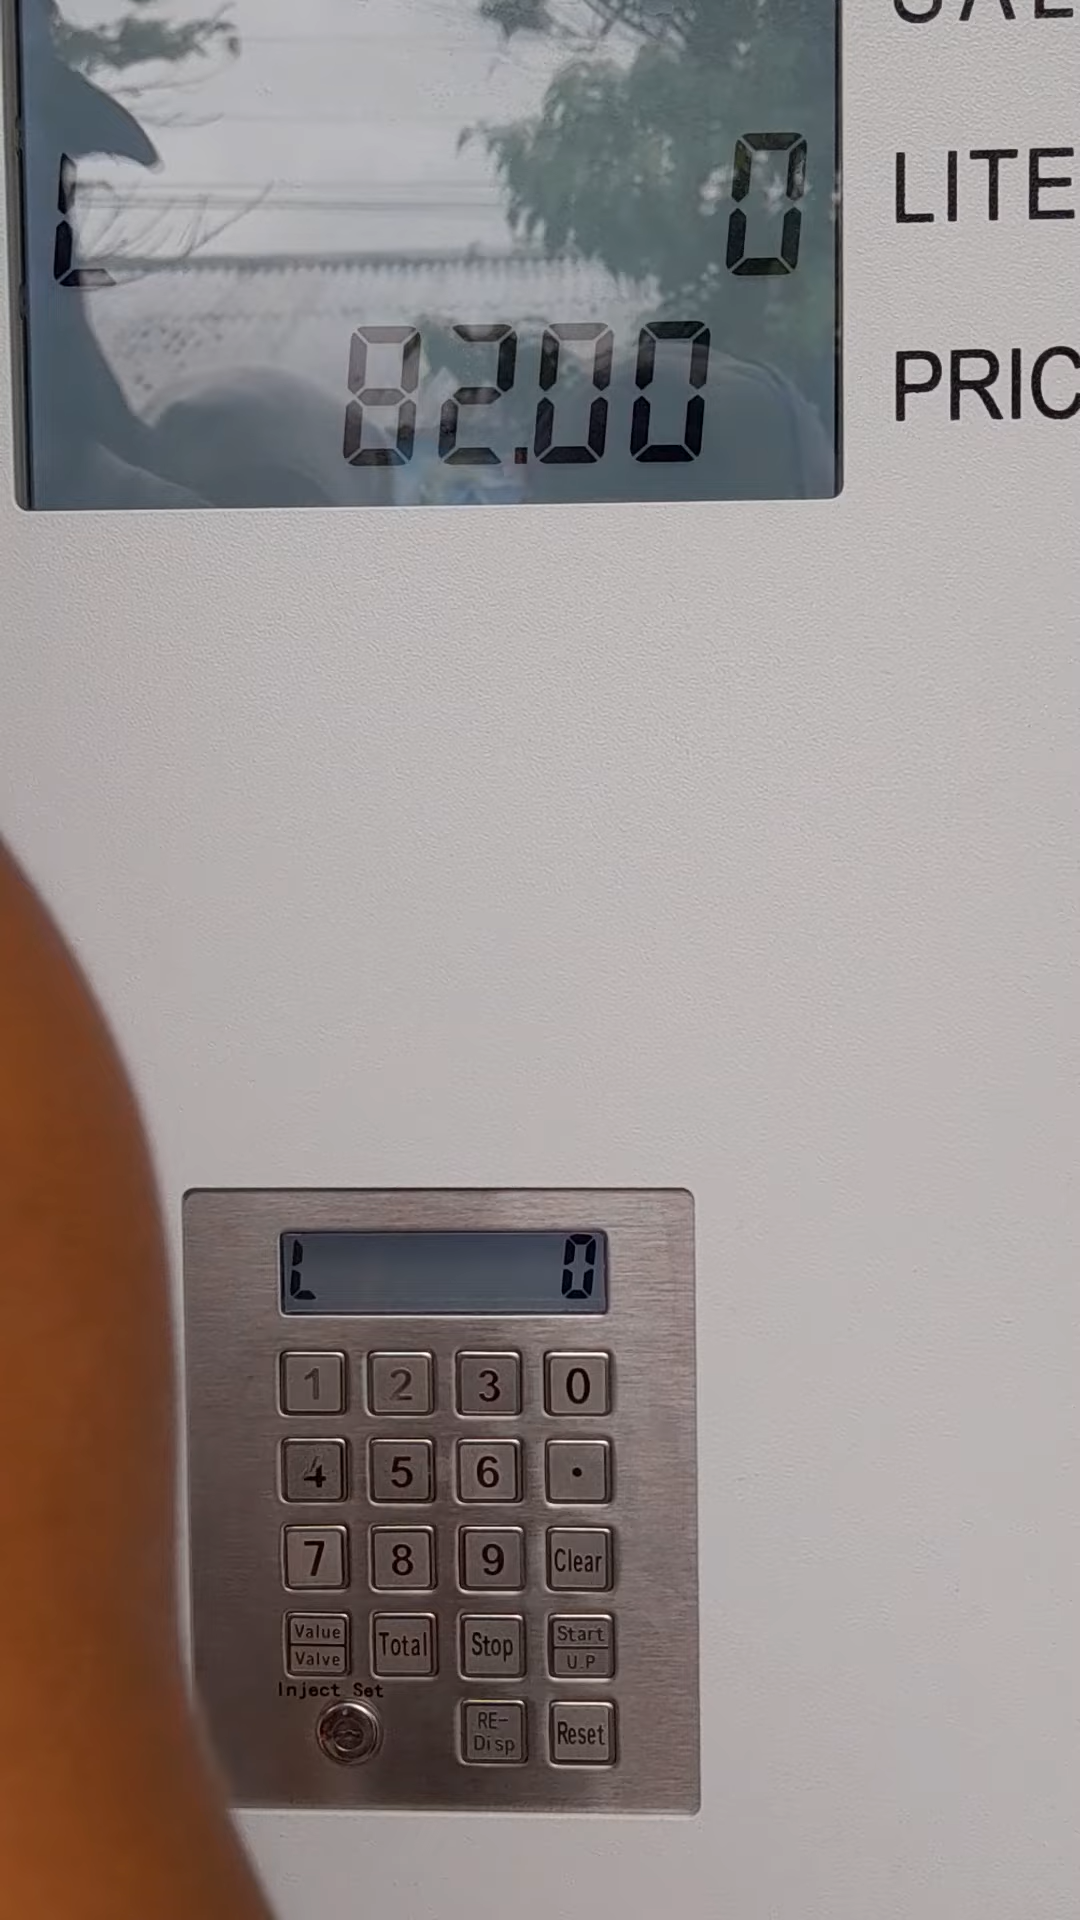 L 0 LITE
82.00 PRIC
L 0
1 2 3 0
4 5 6 .
7 8 9 Clear
Value Valve Total Stop Start U.P
Inject Set
RE-Disp Reset